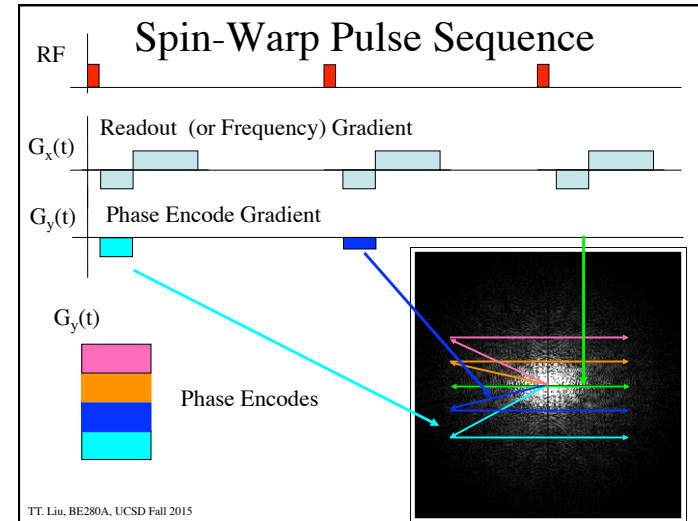 Spin-Warp Pulse Sequence
RF
Readout (or Frequency) Gradient
Gx(t)
Gy(t)
Phase Encode Gradient
Gy(t)
Phase Encodes
TT. Liu, BE280A, UCSD Fall 2015